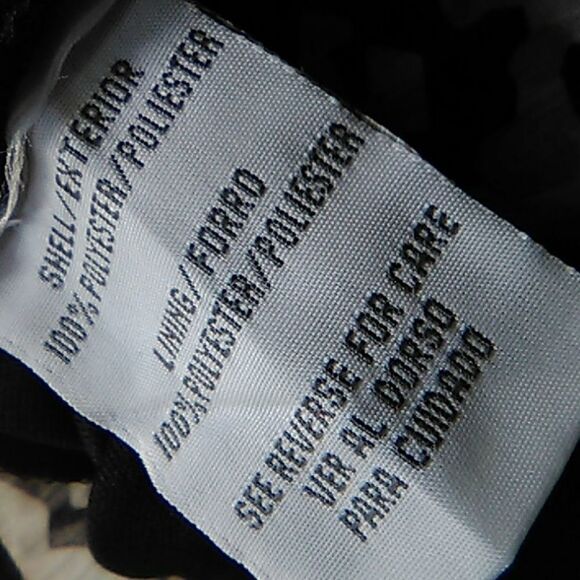 SHELL/EXTERIOR
100% POLYESTER/POLIESTER
LINING/FORRO
100% POLYESTER/POLIESTER
SEE REVERSE FOR CARE
VER AL DORSO
PARA CUIDADO